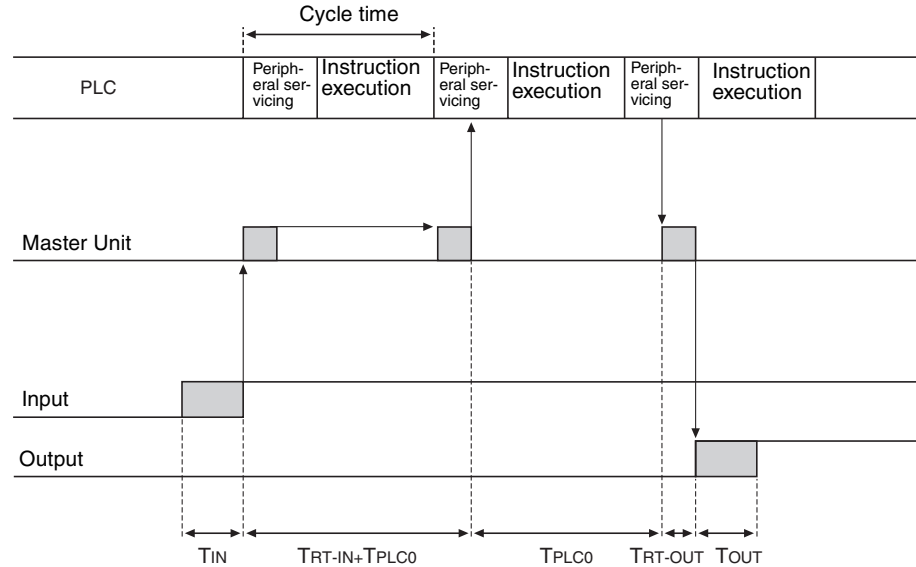 Cycle time
PLC
Periph-
eral ser-
vicing
Instruction
execution
Periph-
eral ser-
vicing
Instruction
execution
Periph-
eral ser-
vicing
Instruction
execution
Master Unit
Input
Output
TIN
TRT-IN+TPLC0
TPLC0
TRT-OUT
TOUT